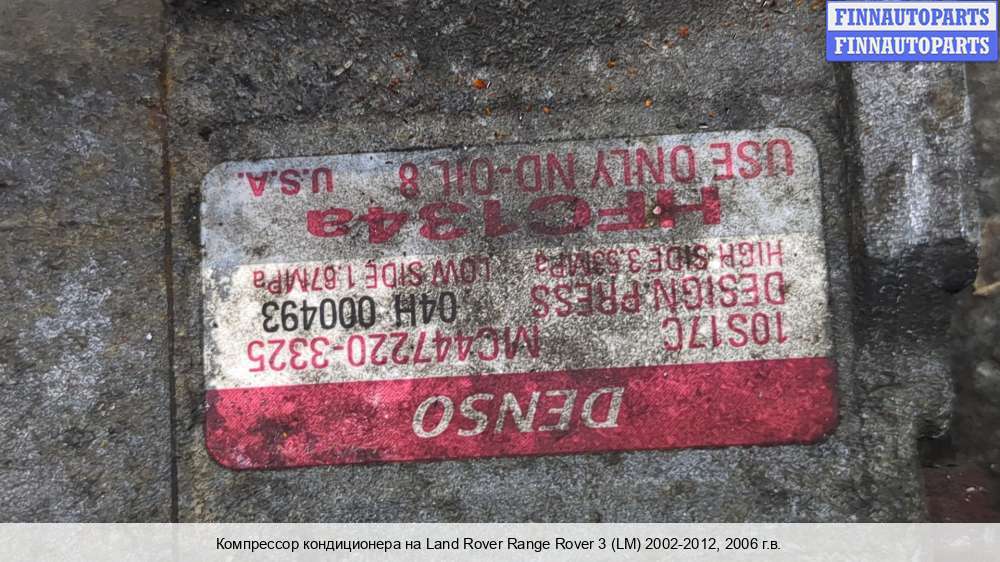 FINNAUTOPARTS
FINNAUTOPARTS
DENSO
10S17C MC447220-3325
DESIGN PRESS 04H 000493
HIGH SIDE 3.53MPa LOW SIDE 1.67MPa
HFC134a
USE ONLY ND-OIL 8 U.S.A.
Компрессор кондиционера на Land Rover Range Rover 3 (LM) 2002-2012, 2006 г.в.